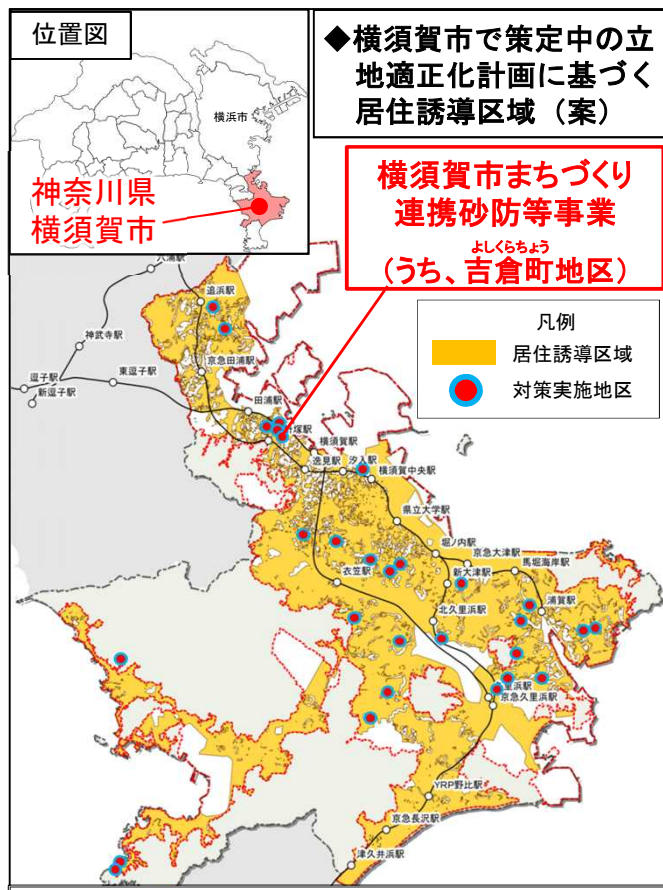 位置図
横浜市
神奈川県
横須賀市
◆横須賀市で策定中の立
地適正化計画に基づく
居住誘導区域（案）
横須賀市まちづくり
連携砂防等事業
よしくらちょう
（うち、吉倉町地区）
凡例
居住誘導区域
対策実施地区
六浦駅
追浜駅
神武寺駅
京急田浦駅
東逗子駅
逗子駅
新逗子駅
田浦駅
塚駅
横須賀駅
逸見駅
汐入駅
横須賀中央駅
県立大学駅
堀ノ内駅
京急大津駅
馬堀海岸駅
新大津駅
衣笠駅
浦賀駅
北久里浜駅
里浜駅
京急久里浜駅
YRP野比駅
京急長沢駅
津久井浜駅